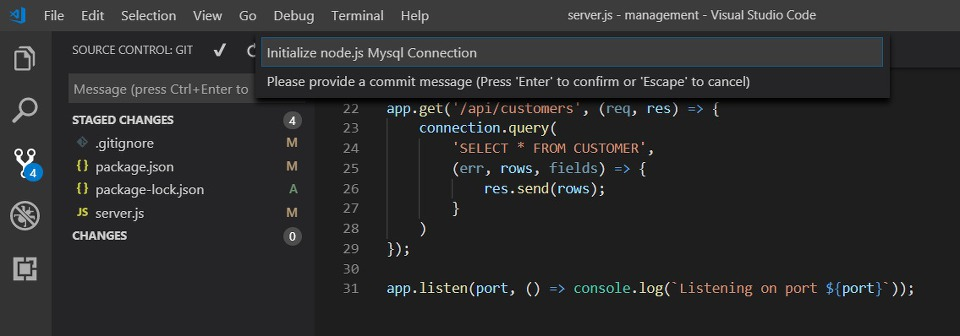 File Edit Selection View Go Debug Terminal Help server.js - management - Visual Studio Code
SOURCE CONTROL: GIT
Initialize node.js Mysql Connection
Please provide a commit message (Press 'Enter' to confirm or 'Escape' to cancel)
Message (press Ctrl+Enter to
STAGED CHANGES 4
.gitignore M
{} package.json M
{} package-lock.json A
JS server.js M
CHANGES 0
4
22 app.get('/api/customers', (req, res) => {
23 connection.query(
24 'SELECT * FROM CUSTOMER',
25 (err, rows, fields) => {
26 res.send(rows);
27 }
28 )
29 });
30
31 app.listen(port, () => console.log(`Listening on port ${port}`));